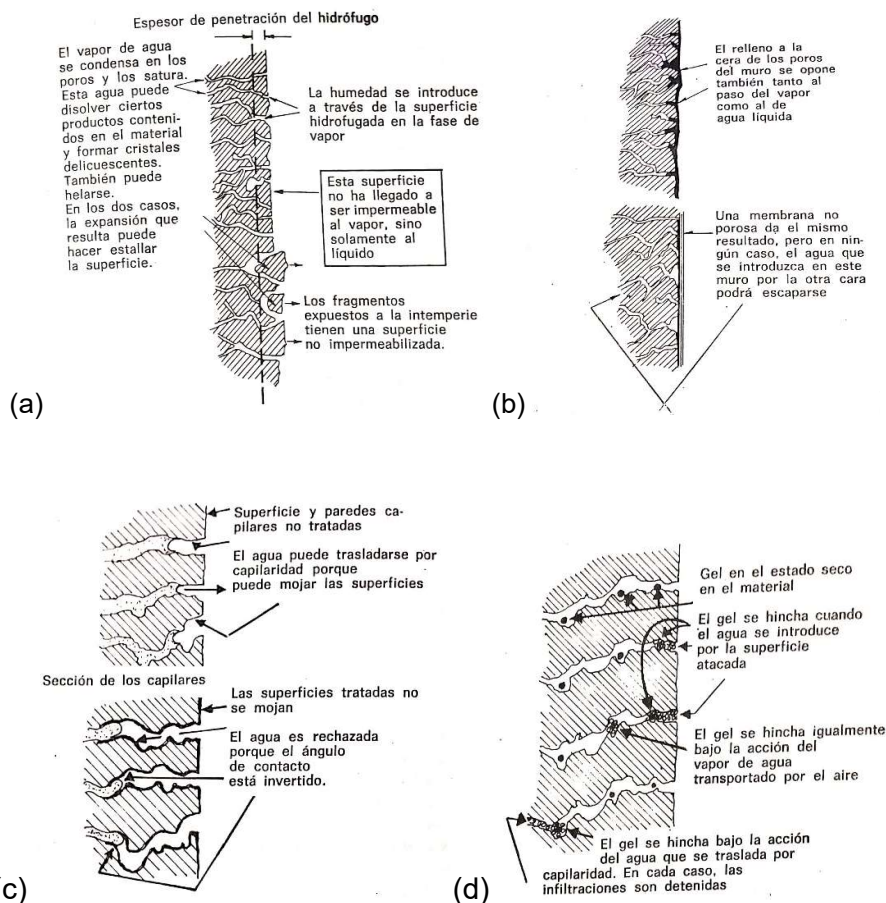 Espesor de penetración del hidrófugo
El vapor de agua
se condensa en los
poros y los satura.
Esta agua puede
disolver ciertos
productos conteni-
dos en el material
y formar cristales
delicuescentes.
También puede
helarse.
En los dos casos,
la expansión que
resulta puede
hacer estallar
la superficie.
La humedad se introduce
a través de la superficie
hidrofugada en la fase de
vapor
Esta superficie
no ha llegado a
ser impermeable
al vapor, sino
solamente al
líquido
Los fragmentos
expuestos a la intemperie
tienen una superficie
no impermeabilizada.
(a)
El relleno a la
cera de los poros
del muro se opone
también tanto al
paso del vapor
como al de
agua líquida
Una membrana no
porosa da el mismo
resultado, pero en nin-
gún caso, el agua que
se introduzca en este
muro por la otra cara
podrá escaparse
(b)
Superficie y paredes ca-
pilares no tratadas
El agua puede trasladarse por
capilaridad porque
puede mojar las superficies
Sección de los capilares
Las superficies tratadas no
se mojan
El agua es rechazada
porque el ángulo
de contacto
está invertido.
(c)
Gel en el estado seco
en el material
El gel se hincha cuando
el agua se introduce
por la superficie
atacada
El gel se hincha igualmente
bajo la acción del
vapor de agua
transportado por el aire
El gel se hincha bajo la acción
del agua que se traslada por
capilaridad. En cada caso, las
infiltraciones son detenidas
(d)